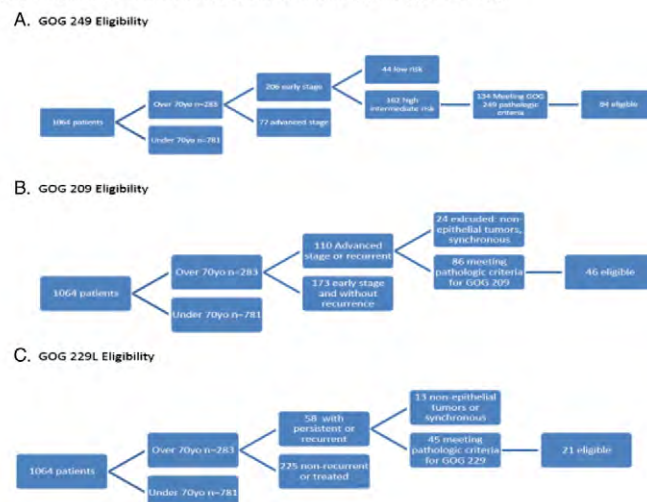 A. GOG 249 Eligibility
44 low risk
206 early stage
Over 70yo n=283
162 high
intermediate risk
134 Meeting GOG
249 pathologic
criteria
94 eligible
1064 patients
77 advanced stage
Under 70yo n=781
B. GOG 209 Eligibility
24 exlcuded: non-
epithelial tumors,
synchronous
110 Advanced
stage or recurrent
Over 70yo n=283
86 meeting
pathologic criteria
for GOG 209
46 eligible
173 early stage
and without
recurrence
1064 patients
Under 70yo n=781
C. GOG 229L Eligibility
13 non-epithelial
tumors or
synchronous
58 with
persistent or
recurrent
Over 70yo n=283
45 meeting
pathologic criteria
for GOG 229
21 eligible
225 non-recurrent
or treated
1064 patients
Under 70yo n=781